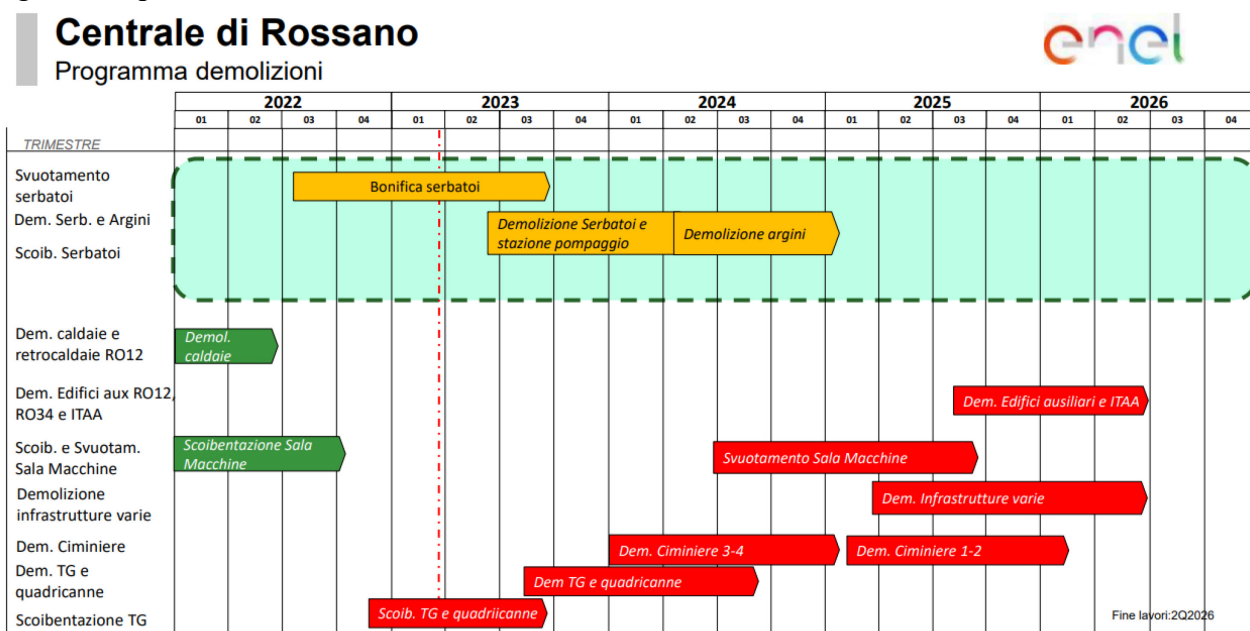 Centrale di Rossano
enel
Programma demolizioni
2022 2023 2024 2025 2026
01 02 03 04 01 02 03 04 01 02 03 04 01 02 03 04 01 02 03 04
TRIMESTRE
Svuotamento
serbatoi
Bonifica serbatoi
Dem. Serb. e Argini
Demolizione Serbatoi e
stazione pompaggio
Demolizione argini
Scoib. Serbatoi
Dem. caldaie e
retrocaldaie RO12
Demol.
caldaie
Dem. Edifici aux RO12,
RO34 e ITAA
Dem. Edifici ausiliari e ITAA
Scoib. e Svuotam.
Sala Macchine
Scoibentazione Sala
Macchine
Svuotamento Sala Macchine
Demolizione
infrastrutture varie
Dem. Infrastrutture varie
Dem. Ciminiere
Dem. Ciminiere 3-4
Dem. Ciminiere 1-2
Dem. TG e
quadricanne
Dem TG e quadricanne
Scoibentazione TG
Scoib. TG e quadriicanne
Fine lavori:2Q2026